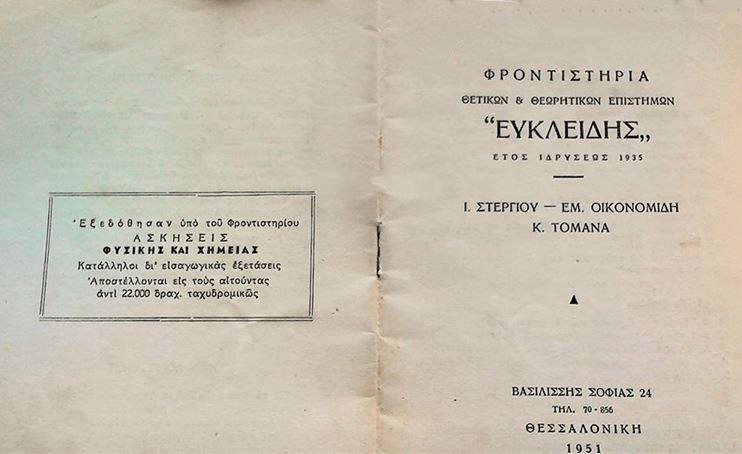 Ἐξεδόθησαν ὑπὸ τοῦ Φροντιστηρίου
ΑΣΚΗΣΕΙΣ
ΦΥΣΙΚΗΣ ΚΑΙ ΧΗΜΕΙΑΣ
Κατάλληλοι δι' εἰσαγωγικὰς ἐξετάσεις
Ἀποστέλλονται εἰς τοὺς αἰτοῦντας
ἀντὶ 22.000 δραχ. ταχυδρομικῶς
ΦΡΟΝΤΙΣΤΗΡΙΑ
ΘΕΤΙΚΩΝ & ΘΕΩΡΗΤΙΚΩΝ ΕΠΙΣΤΗΜΩΝ
“ΕΥΚΛΕΙΔΗΣ„
ΕΤΟΣ ΙΔΡΥΣΕΩΣ 1935
Ι. ΣΤΕΡΓΙΟΥ — ΕΜ. ΟΙΚΟΝΟΜΙΔΗ
Κ. ΤΟΜΑΝΑ
ΒΑΣΙΛΙΣΣΗΣ ΣΟΦΙΑΣ 24
ΤΗΛ. 70-856
ΘΕΣΣΑΛΟΝΙΚΗ
1951